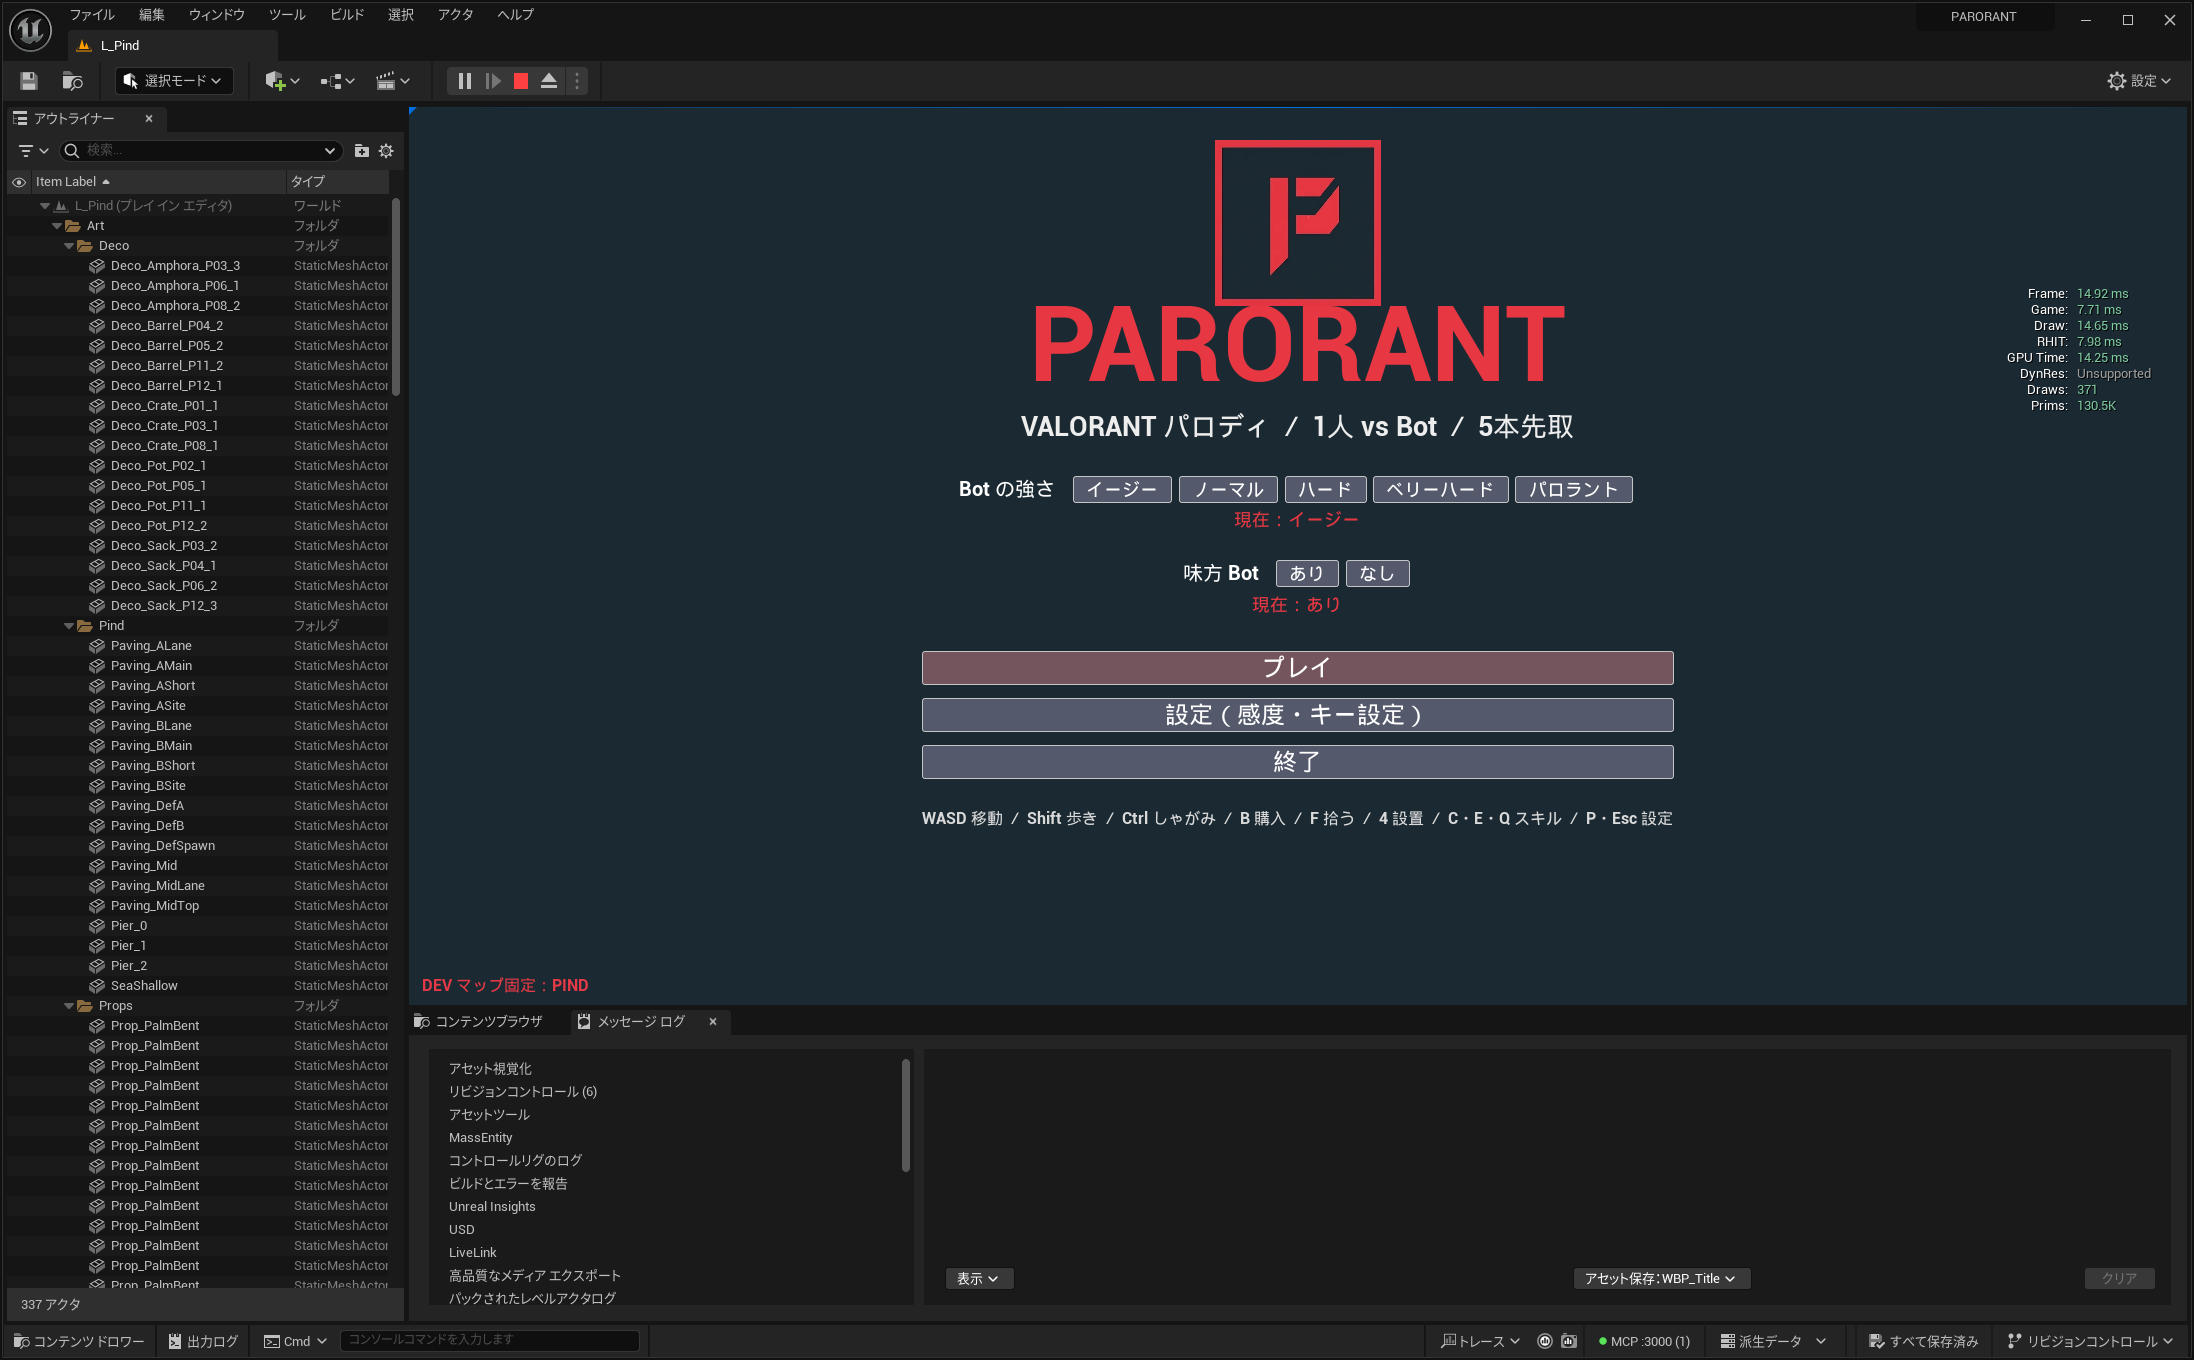 ファイル 編集 ウィンドウ ツール ビルド 選択 アクタ ヘルプ
PARORANT
L_Pind
選択モード
設定
アウトライナー
検索...
Item Label タイプ
L_Pind (プレイ イン エディタ) ワールド
Art フォルダ
Deco フォルダ
Deco_Amphora_P03_3 StaticMeshActor
Deco_Amphora_P06_1 StaticMeshActor
Deco_Amphora_P08_2 StaticMeshActor
Deco_Barrel_P04_2 StaticMeshActor
Deco_Barrel_P05_2 StaticMeshActor
Deco_Barrel_P11_2 StaticMeshActor
Deco_Barrel_P12_1 StaticMeshActor
Deco_Crate_P01_1 StaticMeshActor
Deco_Crate_P03_1 StaticMeshActor
Deco_Crate_P08_1 StaticMeshActor
Deco_Pot_P02_1 StaticMeshActor
Deco_Pot_P05_1 StaticMeshActor
Deco_Pot_P11_1 StaticMeshActor
Deco_Pot_P12_2 StaticMeshActor
Deco_Sack_P03_2 StaticMeshActor
Deco_Sack_P04_1 StaticMeshActor
Deco_Sack_P06_2 StaticMeshActor
Deco_Sack_P12_3 StaticMeshActor
Pind フォルダ
Paving_ALane StaticMeshActor
Paving_AMain StaticMeshActor
Paving_AShort StaticMeshActor
Paving_ASite StaticMeshActor
Paving_BLane StaticMeshActor
Paving_BMain StaticMeshActor
Paving_BShort StaticMeshActor
Paving_BSite StaticMeshActor
Paving_DefA StaticMeshActor
Paving_DefB StaticMeshActor
Paving_DefSpawn StaticMeshActor
Paving_Mid StaticMeshActor
Paving_MidLane StaticMeshActor
Paving_MidTop StaticMeshActor
Pier_0 StaticMeshActor
Pier_1 StaticMeshActor
Pier_2 StaticMeshActor
SeaShallow StaticMeshActor
Props フォルダ
Prop_PalmBent StaticMeshActor
Prop_PalmBent StaticMeshActor
Prop_PalmBent StaticMeshActor
Prop_PalmBent StaticMeshActor
Prop_PalmBent StaticMeshActor
Prop_PalmBent StaticMeshActor
Prop_PalmBent StaticMeshActor
Prop_PalmBent StaticMeshActor
Prop_PalmBent StaticMeshActor
Prop_PalmBent StaticMeshActor
Prop_PalmBent StaticMeshActor
Prop_PalmBent StaticMeshActor
Prop_PalmBent StaticMeshActor
Prop_PalmBent StaticMeshActor
337 アクタ
P
PARORANT
VALORANT パロディ / 1人 vs Bot / 5本先取
Bot の強さ イージー ノーマル ハード ベリーハード パロラント
現在：イージー
味方 Bot あり なし
現在：あり
プレイ
設定（感度・キー設定）
終了
WASD 移動 / Shift 歩き / Ctrl しゃがみ / B 購入 / F 拾う / 4 設置 / C・E・Q スキル / P・Esc 設定
DEV マップ固定：PIND
Frame: 14.92 ms
Game: 7.71 ms
Draw: 14.65 ms
RHIT: 7.98 ms
GPU Time: 14.25 ms
DynRes: Unsupported
Draws: 371
Prims: 130.5K
コンテンツブラウザ メッセージ ログ
アセット視覚化
リビジョンコントロール (6)
アセットツール
MassEntity
コントロールリグのログ
ビルドとエラーを報告
Unreal Insights
USD
LiveLink
高品質なメディア エクスポート
パックされたレベルアクタログ
表示 アセット保存: WBP_Title クリア
コンテンツ ドロワー 出力ログ Cmd コンソールコマンドを入力します トレース MCP :3000 (1) 派生データ すべて保存済み リビジョンコントロール